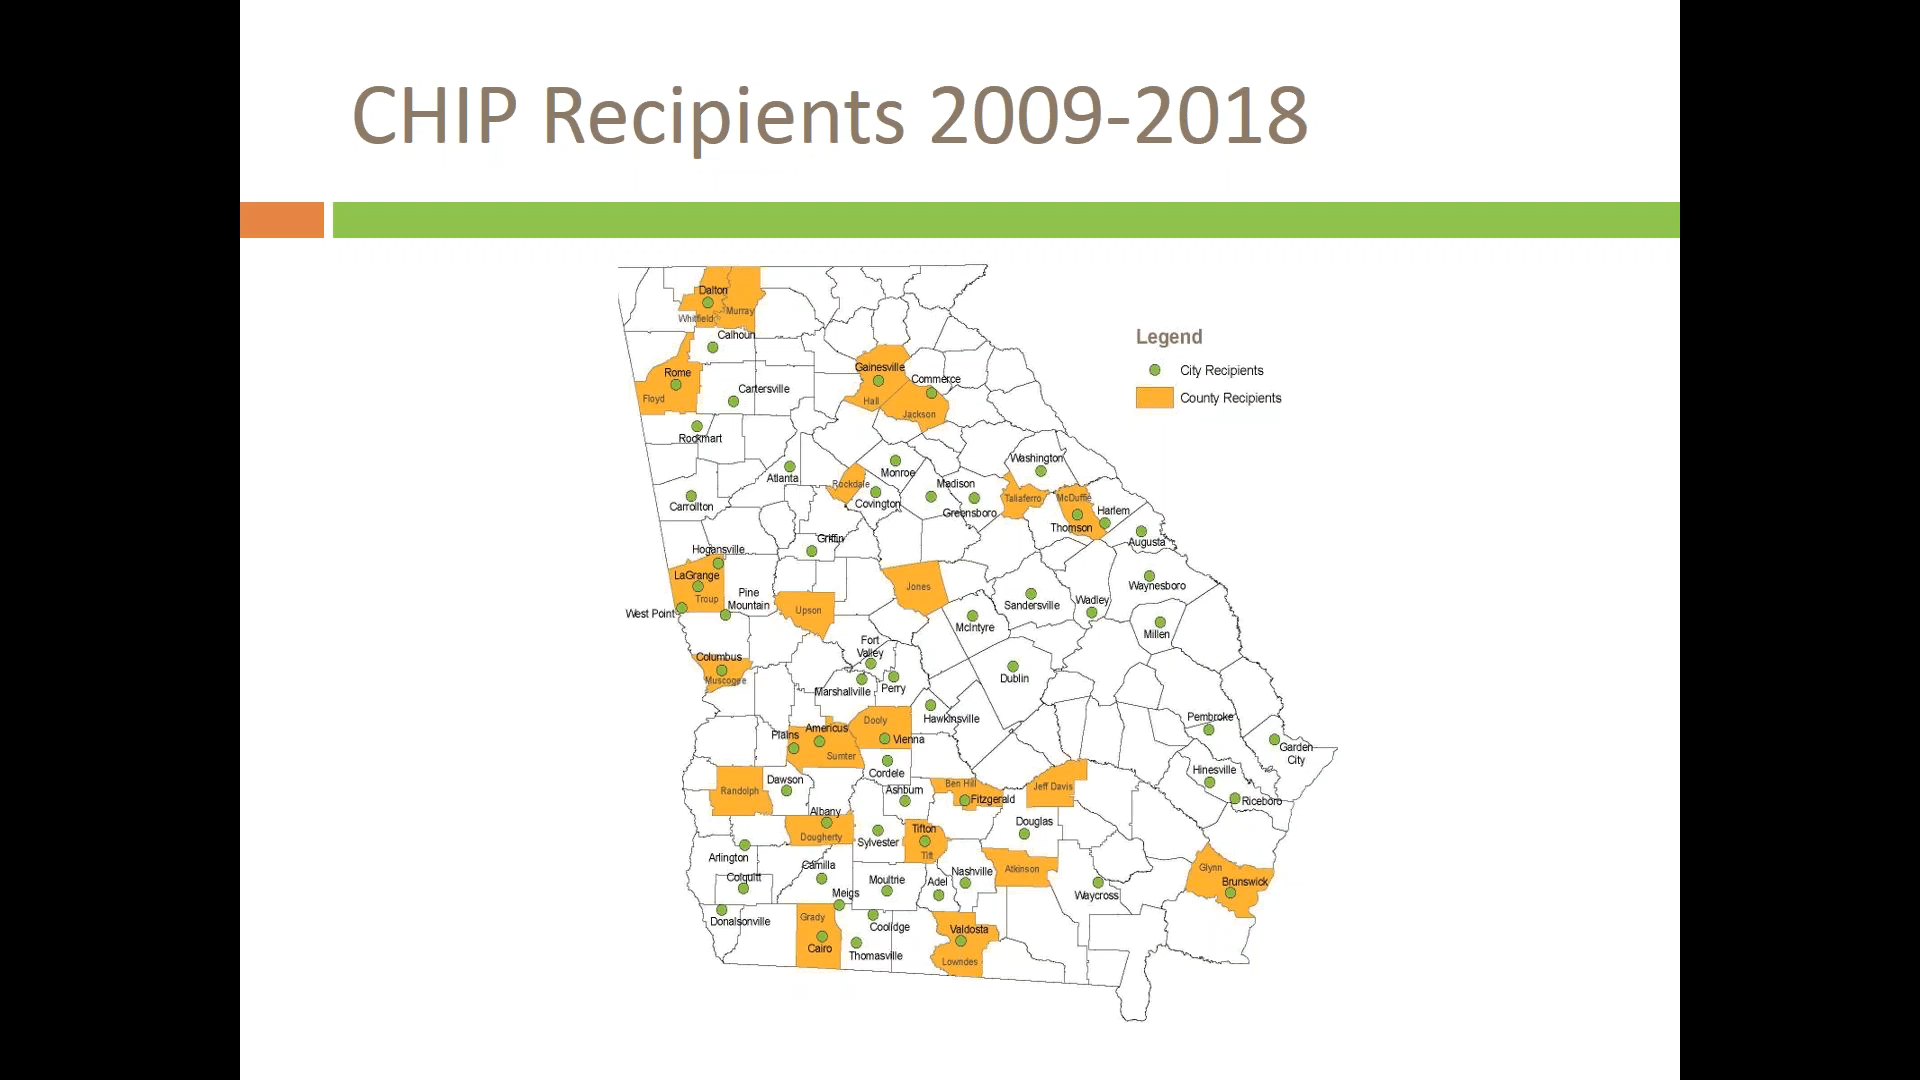 CHIP Recipients 2009-2018
Legend
City Recipients
County Recipients
Dalton
Whitfield
Murray
Calhoun
Rome
Floyd
Cartersville
Gainesville
Commerce
Hall
Jackson
Rockmart
Atlanta
Monroe
Washington
Rockdale
Covington
Madison
Greensboro
Taliaferro
McDuffie
Thomson
Harlem
Augusta
Carrollton
Griffin
Hogansville
LaGrange
Troup
West Point
Pine
Mountain
Upson
Jones
McIntyre
Sandersville
Wadley
Waynesboro
Millen
Columbus
Muscogee
Fort
Valley
Marshallville
Perry
Dublin
Hawkinsville
Dooly
Vienna
Americus
Plains
Sumter
Cordele
Pembroke
Garden
City
Hinesville
Riceboro
Randolph
Dawson
Ashburn
Ben Hill
Fitzgerald
Jeff Davis
Albany
Dougherty
Sylvester
Tifton
Tift
Douglas
Arlington
Colquitt
Camilla
Meigs
Moultrie
Adel
Nashville
Atkinson
Waycross
Glynn
Brunswick
Donalsonville
Grady
Cairo
Coolidge
Thomasville
Valdosta
Lowndes